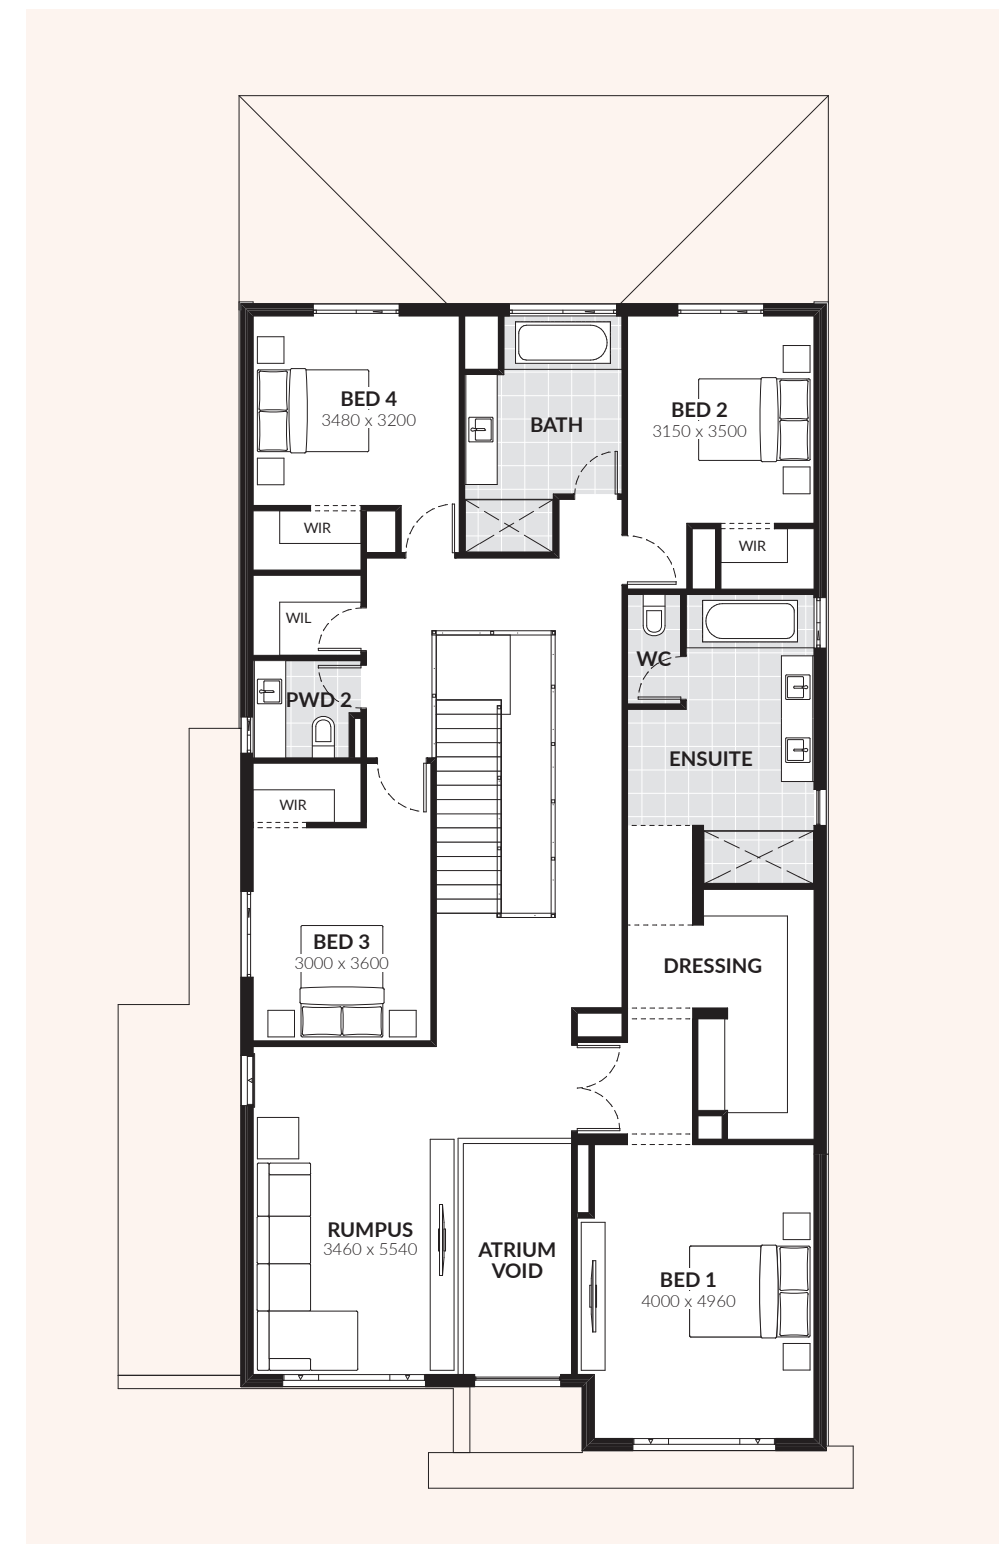 BED 4
3480 x 3200
BATH
BED 2
3150 x 3500
WIR
WIR
WIL
WC
PWD 2
ENSUITE
WIR
BED 3
3000 x 3600
DRESSING
RUMPUS
3460 x 5540
ATRIUM
VOID
BED 1
4000 x 4960